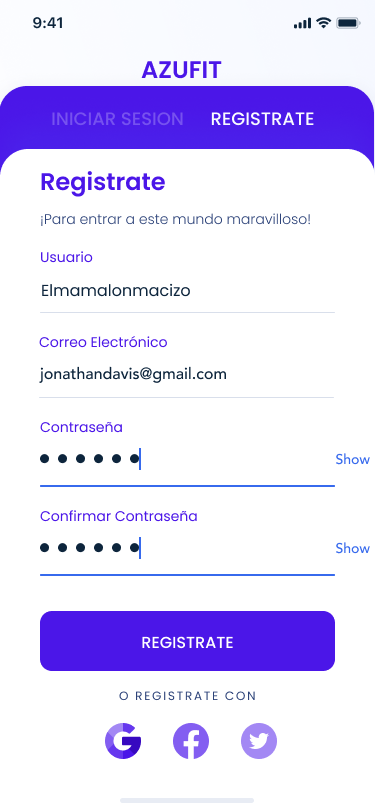 9:41
AZUFIT
INICIAR SESION REGISTRATE
Registrate
¡Para entrar a este mundo maravilloso!
Usuario
Elmamalonmacizo
Correo Electrónico
jonathandavis@gmail.com
Contraseña
Show
Confirmar Contraseña
Show
REGISTRATE
O REGISTRATE CON